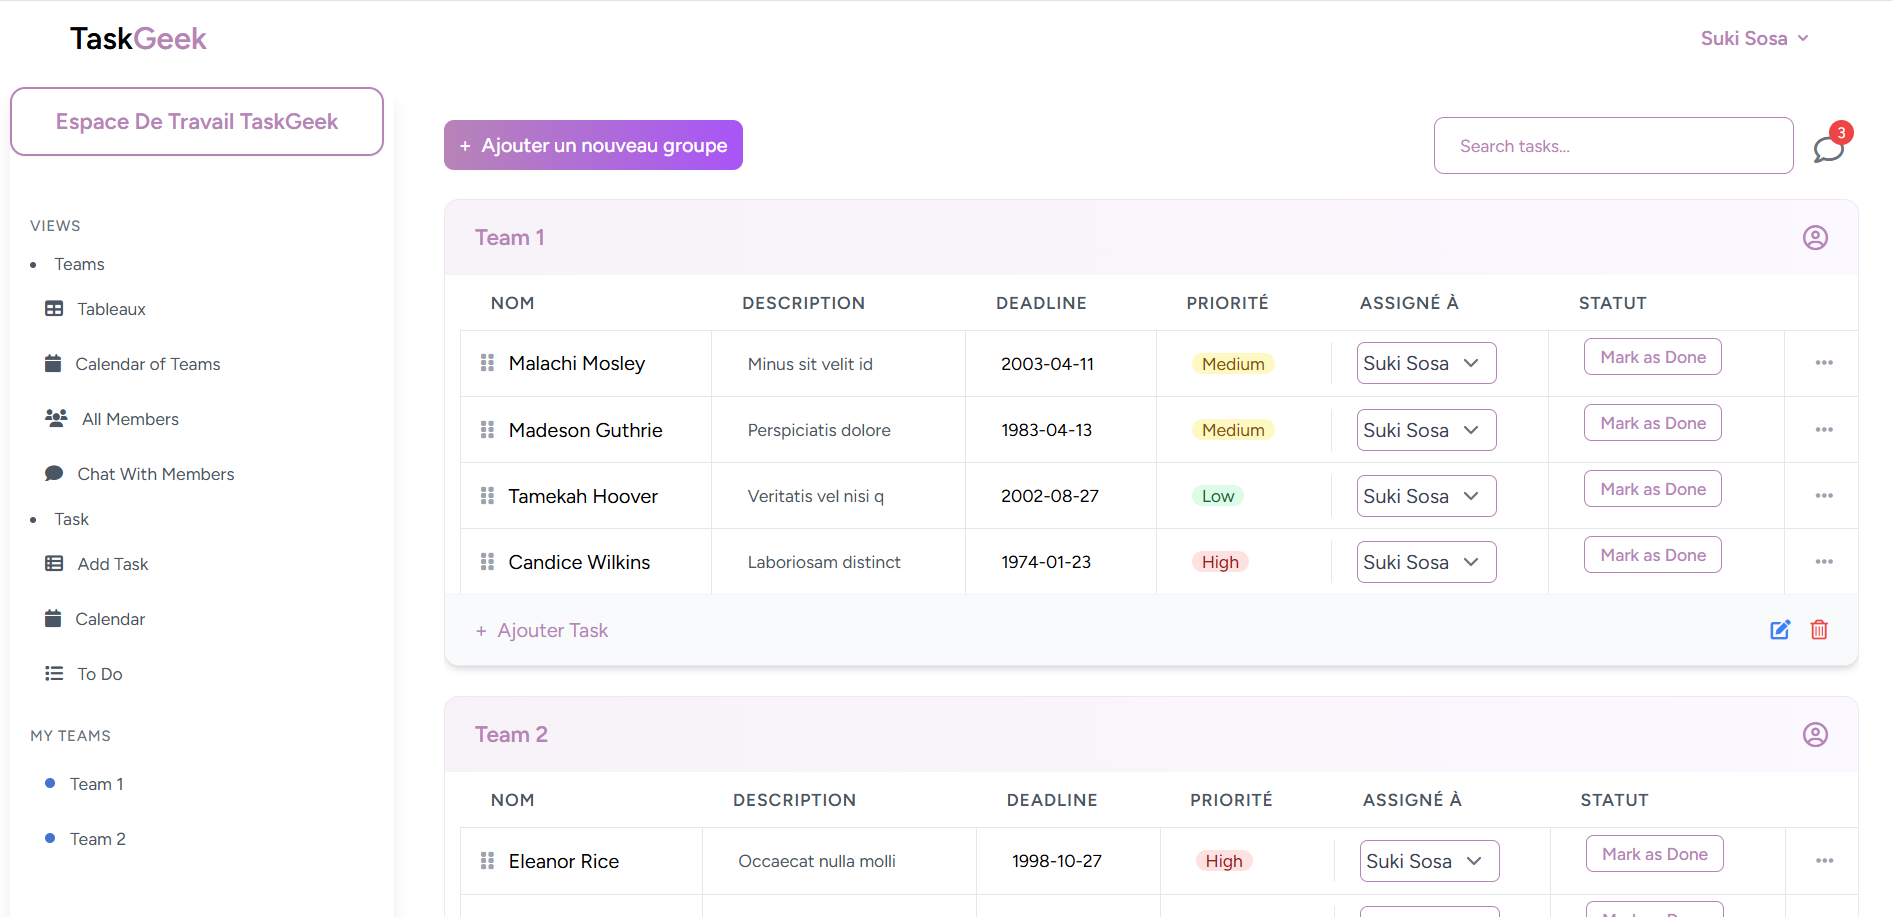 TaskGeek
Suki Sosa
Espace De Travail TaskGeek
+ Ajouter un nouveau groupe
Search tasks...
3
VIEWS
Teams
Tableaux
Calendar of Teams
All Members
Chat With Members
Task
Add Task
Calendar
To Do
MY TEAMS
Team 1
Team 2
Team 1
NOM DESCRIPTION DEADLINE PRIORITÉ ASSIGNÉ À STATUT
Malachi Mosley Minus sit velit id 2003-04-11 Medium Suki Sosa Mark as Done
Madeson Guthrie Perspiciatis dolore 1983-04-13 Medium Suki Sosa Mark as Done
Tamekah Hoover Veritatis vel nisi q 2002-08-27 Low Suki Sosa Mark as Done
Candice Wilkins Laboriosam distinct 1974-01-23 High Suki Sosa Mark as Done
+ Ajouter Task
Team 2
NOM DESCRIPTION DEADLINE PRIORITÉ ASSIGNÉ À STATUT
Eleanor Rice Occaecat nulla molli 1998-10-27 High Suki Sosa Mark as Done